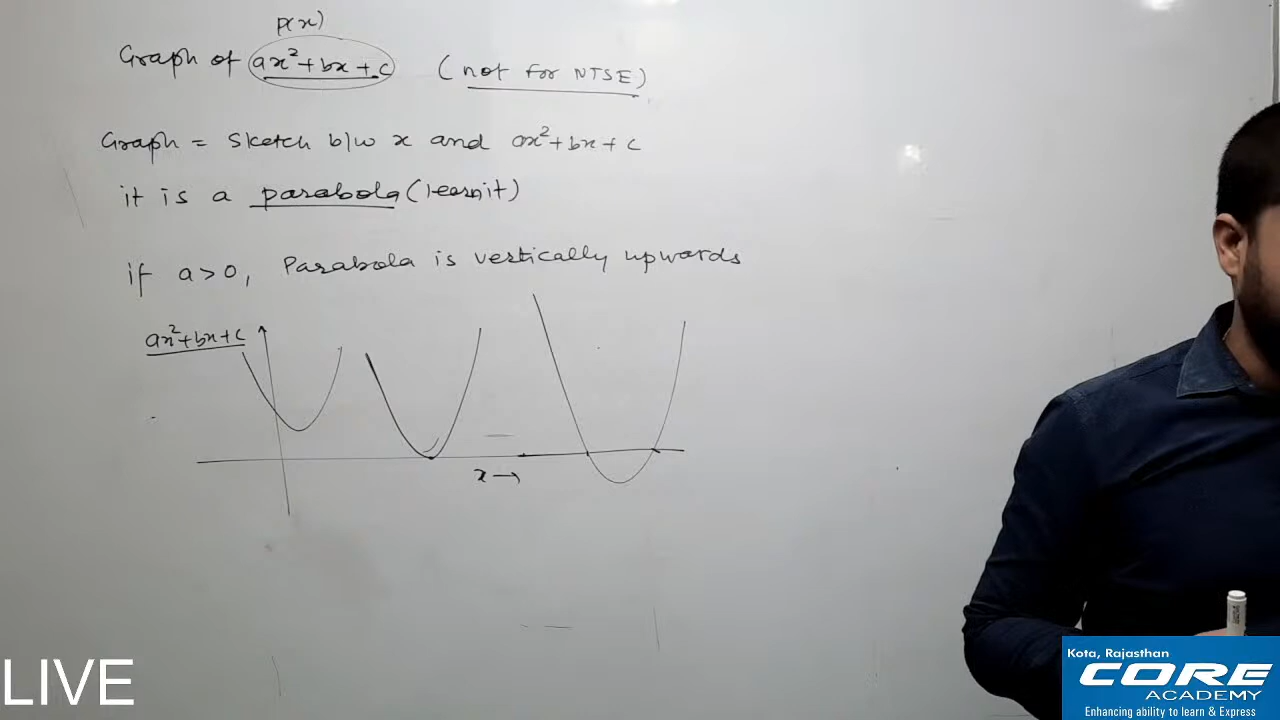 P(x)
Graph of ax²+bx+c (not for NTSE)
Graph = Sketch b/w x and ax²+bx+c
it is a parabola (learn it)
if a>0, Parabola is vertically upwards
ax²+bx+c
x→
LIVE
Kota, Rajasthan
CORE
ACADEMY
Enhancing ability to learn & Express